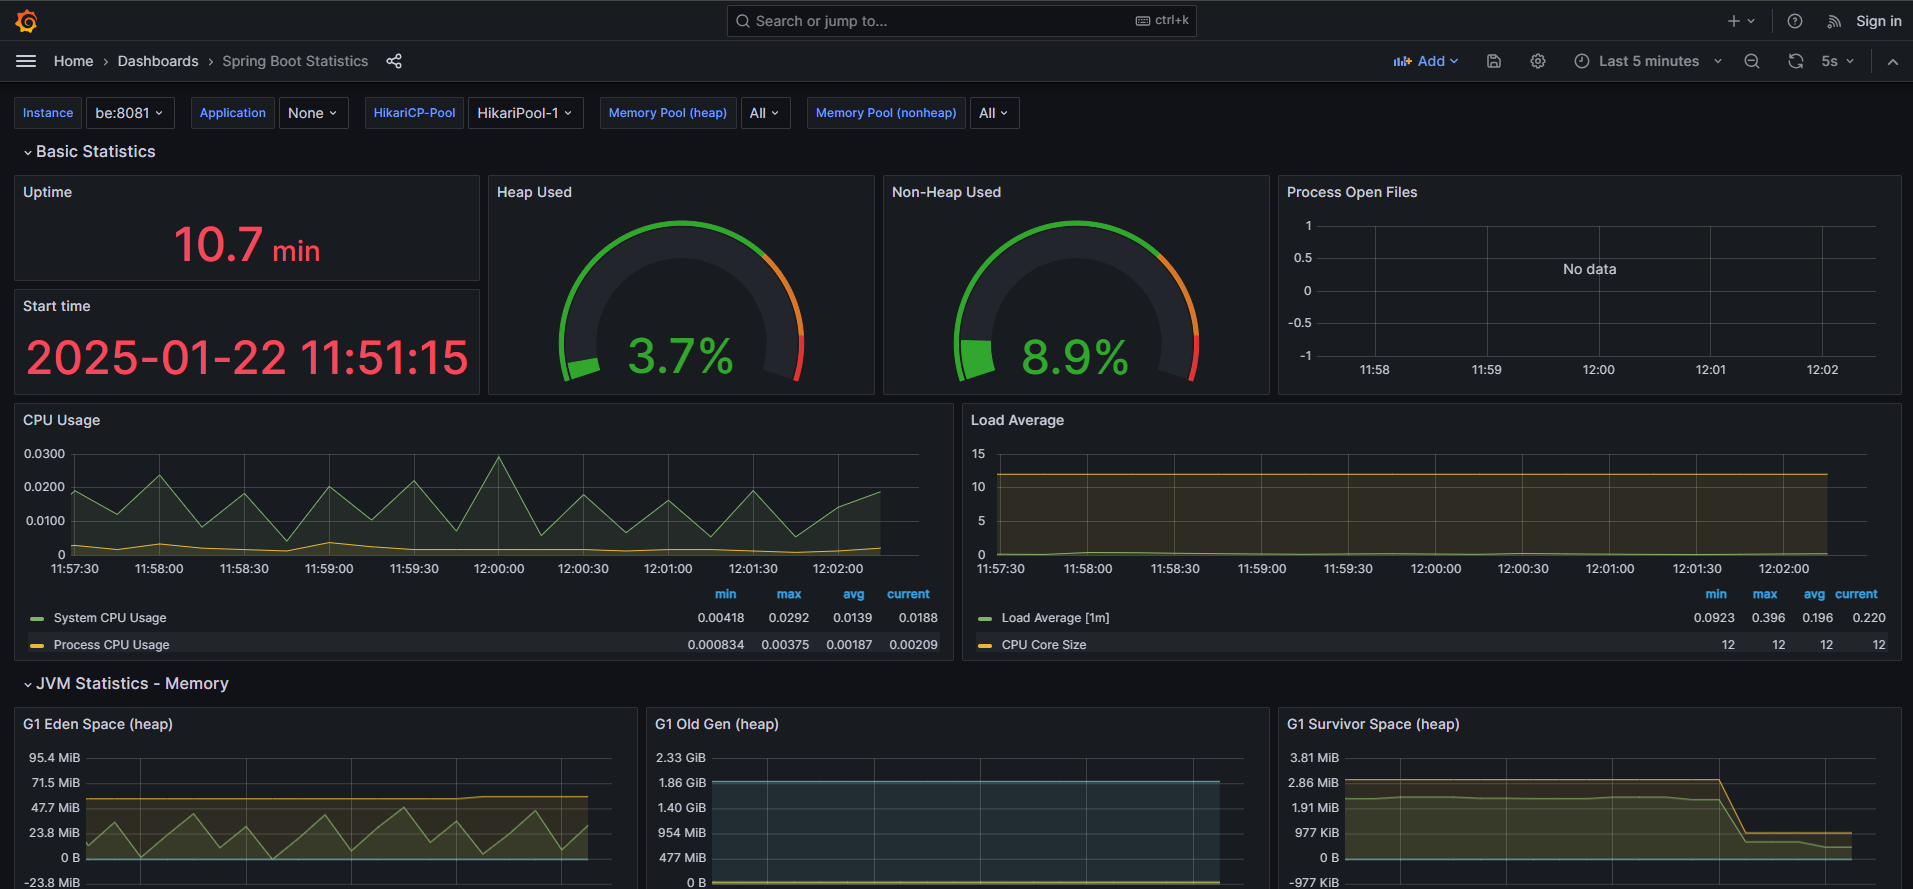 Search or jump to...
ctrl+k
Sign in
Home › Dashboards › Spring Boot Statistics
Add
Last 5 minutes
5s
Instance be:8081
Application None
HikariCP-Pool HikariPool-1
Memory Pool (heap) All
Memory Pool (nonheap) All
Basic Statistics
Uptime
10.7 min
Start time
2025-01-22 11:51:15
Heap Used
3.7%
Non-Heap Used
8.9%
Process Open Files
1
0.5
0
-0.5
-1
No data
11:58 11:59 12:00 12:01 12:02
CPU Usage
0.0300
0.0200
0.0100
0
11:57:30 11:58:00 11:58:30 11:59:00 11:59:30 12:00:00 12:00:30 12:01:00 12:01:30 12:02:00
min max avg current
System CPU Usage 0.00418 0.0292 0.0139 0.0188
Process CPU Usage 0.000834 0.00375 0.00187 0.00209
Load Average
15
10
5
0
11:57:30 11:58:00 11:58:30 11:59:00 11:59:30 12:00:00 12:00:30 12:01:00 12:01:30 12:02:00
min max avg current
Load Average [1m] 0.0923 0.396 0.196 0.220
CPU Core Size 12 12 12 12
JVM Statistics - Memory
G1 Eden Space (heap)
95.4 MiB
71.5 MiB
47.7 MiB
23.8 MiB
0 B
-23.8 MiB
G1 Old Gen (heap)
2.33 GiB
1.86 GiB
1.40 GiB
954 MiB
477 MiB
0 B
G1 Survivor Space (heap)
3.81 MiB
2.86 MiB
1.91 MiB
977 KiB
0 B
-977 KiB